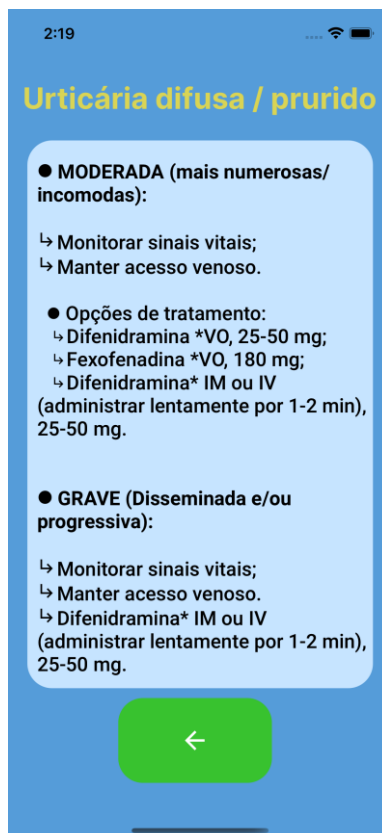 2:19
Urticária difusa / prurido
● MODERADA (mais numerosas/
incomodas):
↳ Monitorar sinais vitais;
↳ Manter acesso venoso.
● Opções de tratamento:
↳Difenidramina *VO, 25-50 mg;
↳Fexofenadina *VO, 180 mg;
↳Difenidramina* IM ou IV
(administrar lentamente por 1-2 min),
25-50 mg.
● GRAVE (Disseminada e/ou
progressiva):
↳ Monitorar sinais vitais;
↳ Manter acesso venoso.
↳ Difenidramina* IM ou IV
(administrar lentamente por 1-2 min),
25-50 mg.